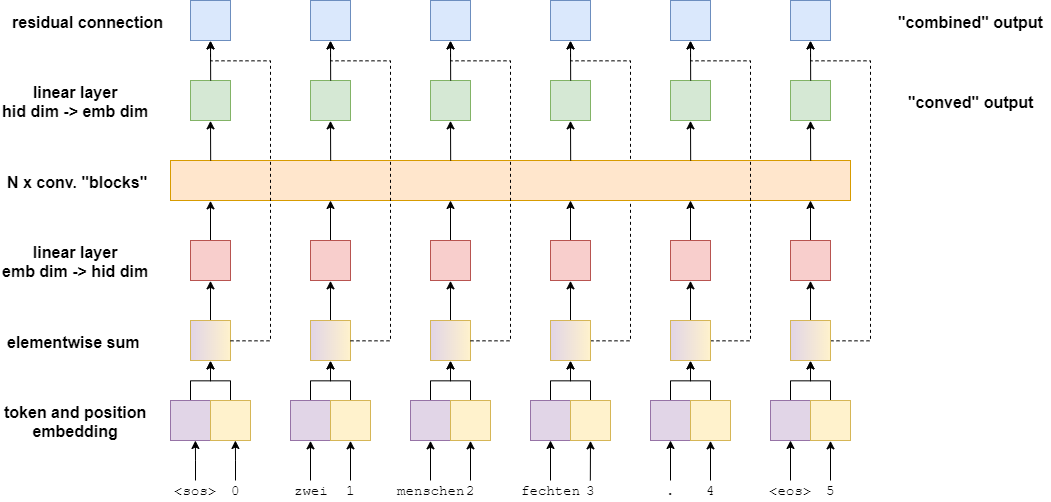 residual connection
"combined" output
linear layer
hid dim -> emb dim
"conved" output
N x conv. "blocks"
linear layer
emb dim -> hid dim
elementwise sum
token and position
embedding
<sos> 0 zwei 1 menschen 2 fechten 3 . 4 <eos> 5